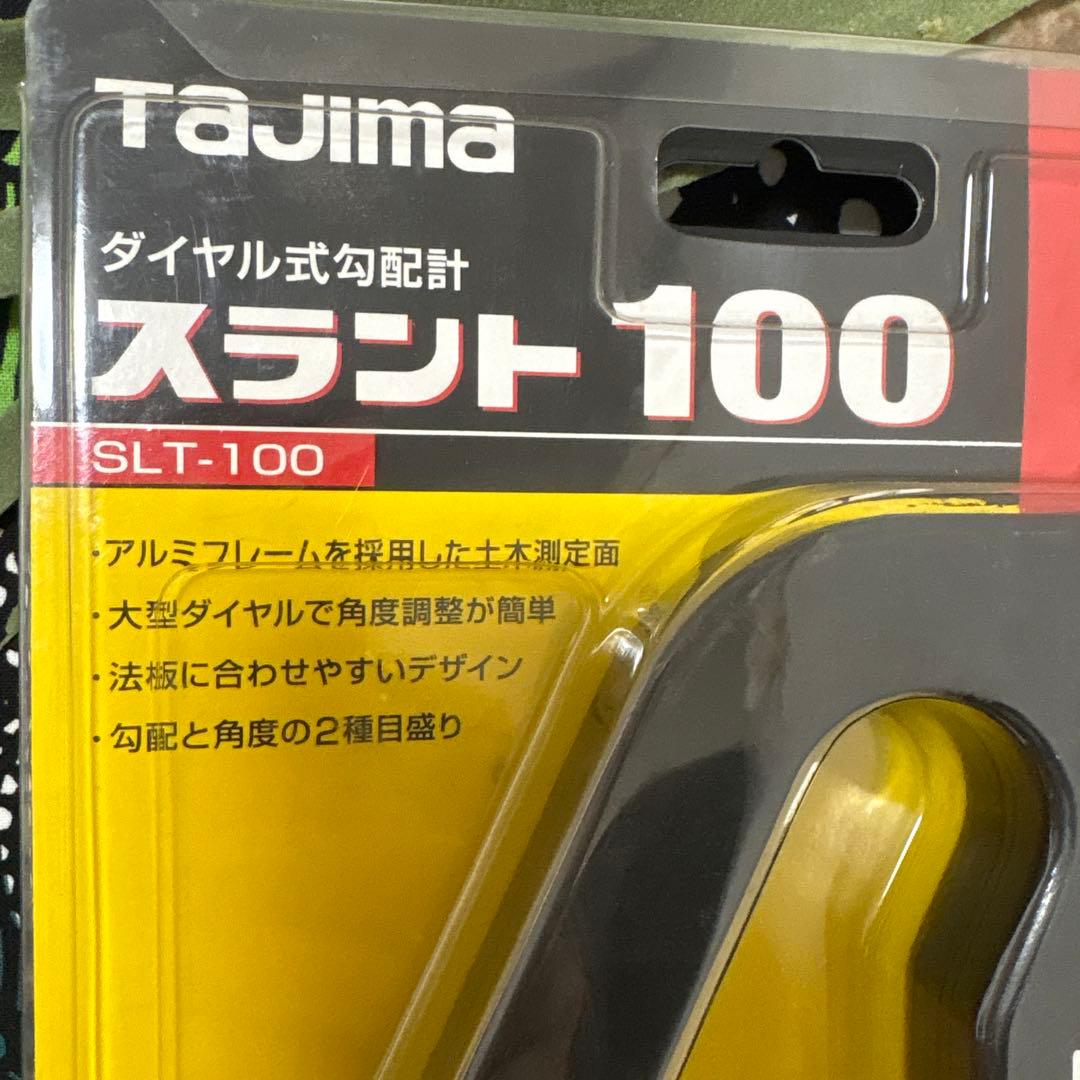 Tajima
ダイヤル式勾配計
スラント100
SLT-100
・アルミフレームを採用した土木測定面
・大型ダイヤルで角度調整が簡単
・法板に合わせやすいデザイン
・勾配と角度の2種目盛り